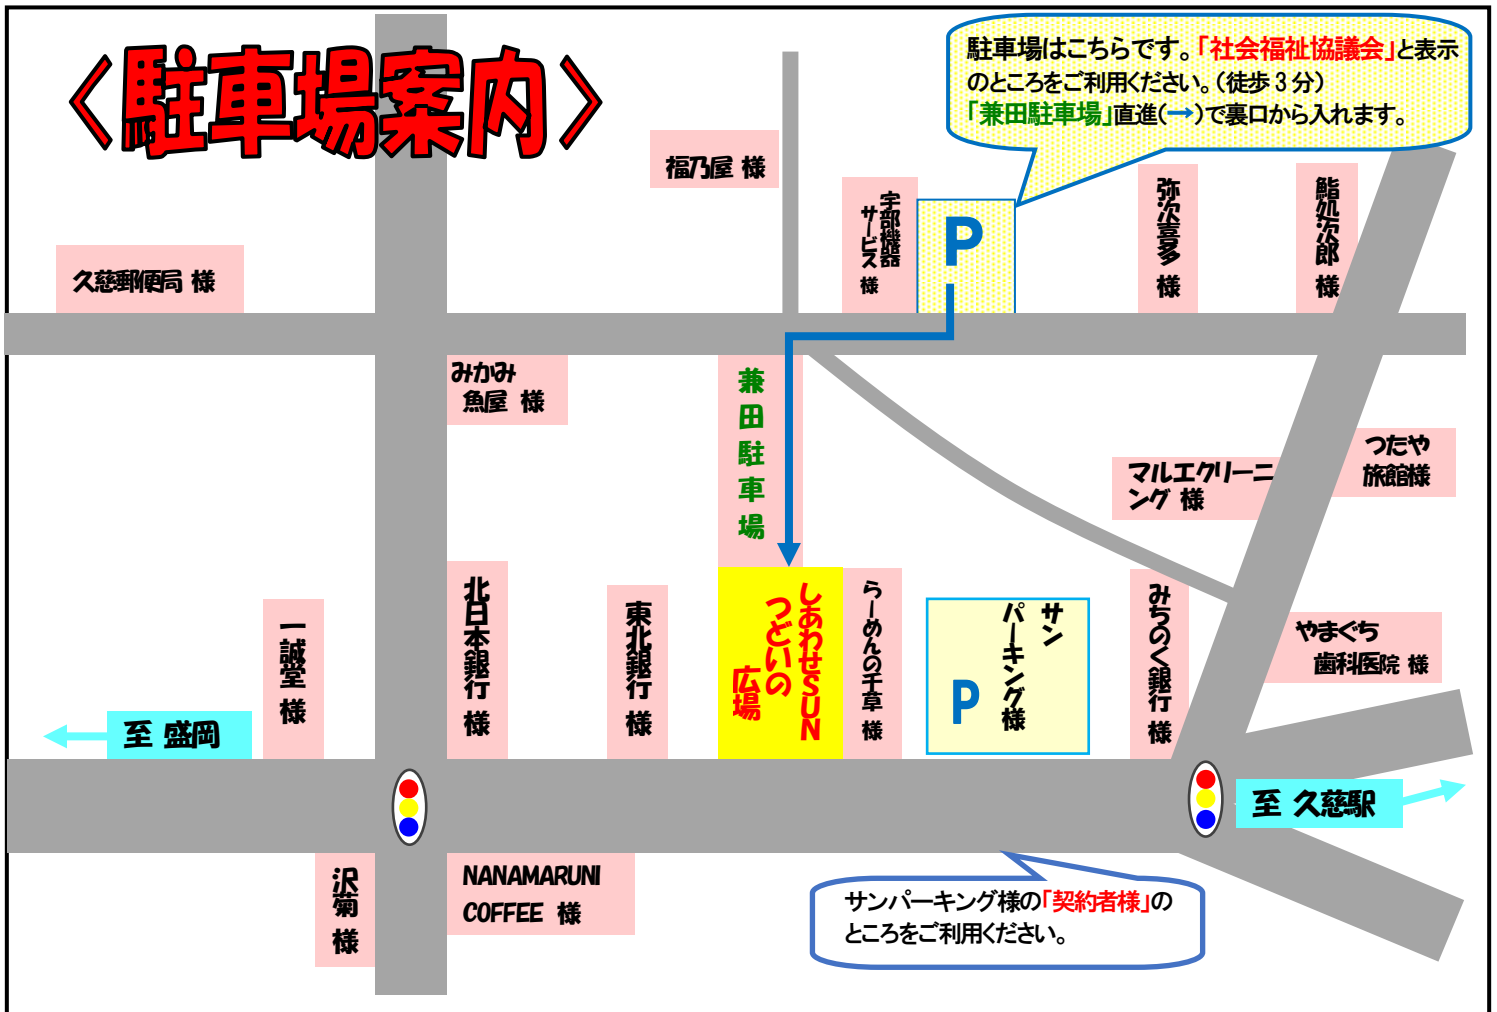 〈駐車場案内〉
駐車場はこちらです。「社会福祉協議会」と表示
のところをご利用ください。(徒歩3分)
「兼田駐車場」直進(→)で裏口から入れます。
福乃屋 様
宇部機器
サービス 様
P
弥次喜多 様
鮨処次郎 様
久慈郵便局 様
みかみ
魚屋 様
兼田駐車場
つたや
旅館様
マルエクリーニ
ング 様
一誠堂 様
北日本銀行 様
東北銀行 様
しあわせSUN
つどいの
広場
らーめんの千草 様
サン
パーキング様
P
みちのく銀行 様
やまぐち
歯科医院 様
至 盛岡
至 久慈駅
沢菊 様
NANAMARUNI
COFFEE 様
サンパーキング様の「契約者様」の
ところをご利用ください。